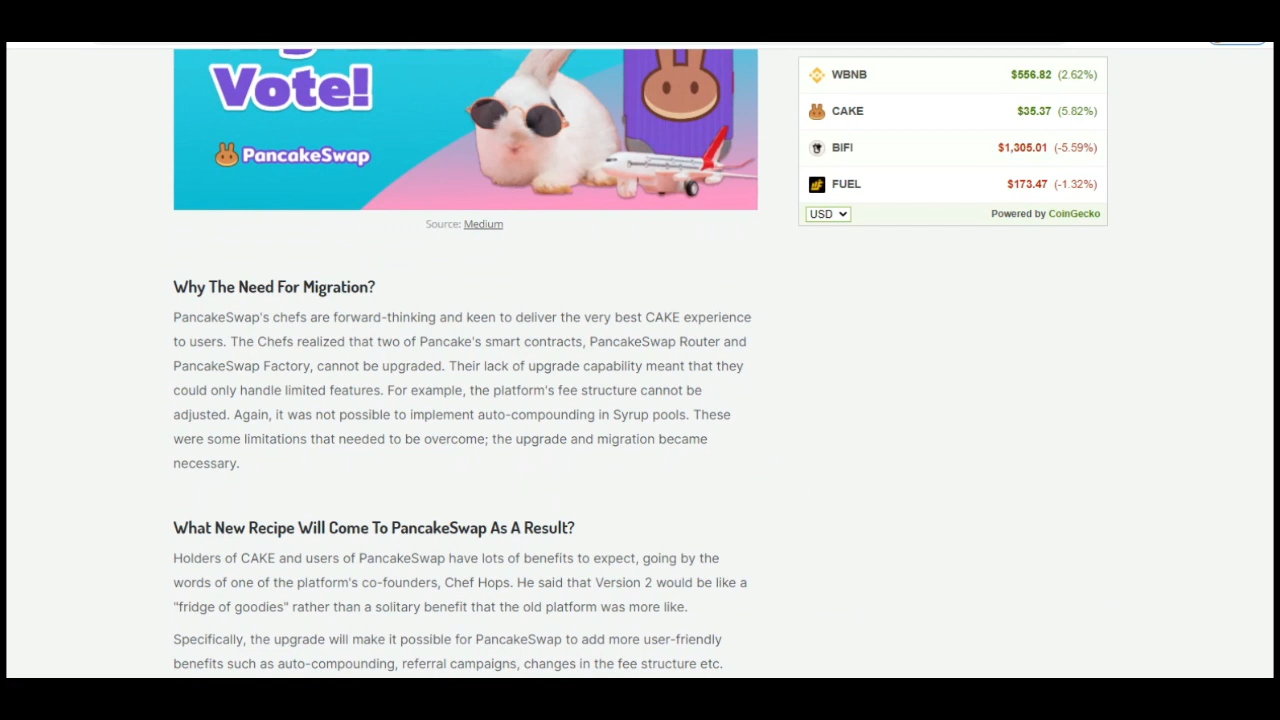 Vote!
PancakeSwap
Source: Medium
Why The Need For Migration?
PancakeSwap's chefs are forward-thinking and keen to deliver the very best CAKE experience
to users. The Chefs realized that two of Pancake's smart contracts, PancakeSwap Router and
PancakeSwap Factory, cannot be upgraded. Their lack of upgrade capability meant that they
could only handle limited features. For example, the platform's fee structure cannot be
adjusted. Again, it was not possible to implement auto-compounding in Syrup pools. These
were some limitations that needed to be overcome; the upgrade and migration became
necessary.
What New Recipe Will Come To PancakeSwap As A Result?
Holders of CAKE and users of PancakeSwap have lots of benefits to expect, going by the
words of one of the platform's co-founders, Chef Hops. He said that Version 2 would be like a
"fridge of goodies" rather than a solitary benefit that the old platform was more like.
Specifically, the upgrade will make it possible for PancakeSwap to add more user-friendly
benefits such as auto-compounding, referral campaigns, changes in the fee structure etc.
WBNB $556.82 (2.62%)
CAKE $35.37 (5.82%)
BIFI $1,305.01 (-5.59%)
FUEL $173.47 (-1.32%)
USD Powered by CoinGecko